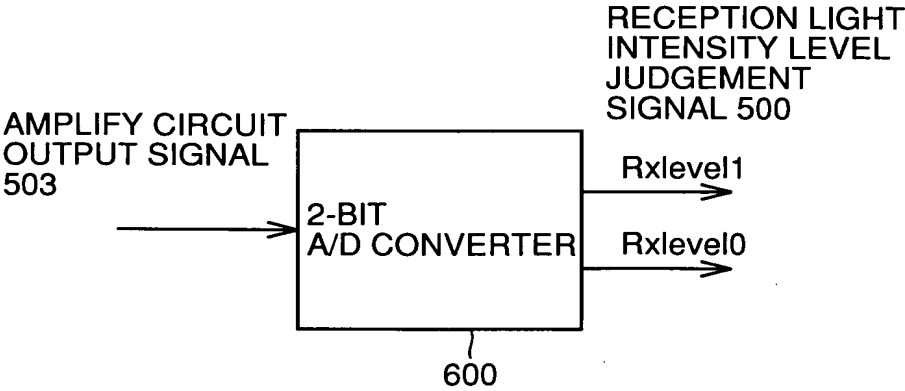 RECEPTION LIGHT
INTENSITY LEVEL
JUDGEMENT
SIGNAL 500
AMPLIFY CIRCUIT
OUTPUT SIGNAL
503
Rxlevel1
2-BIT
A/D CONVERTER
Rxlevel0
600